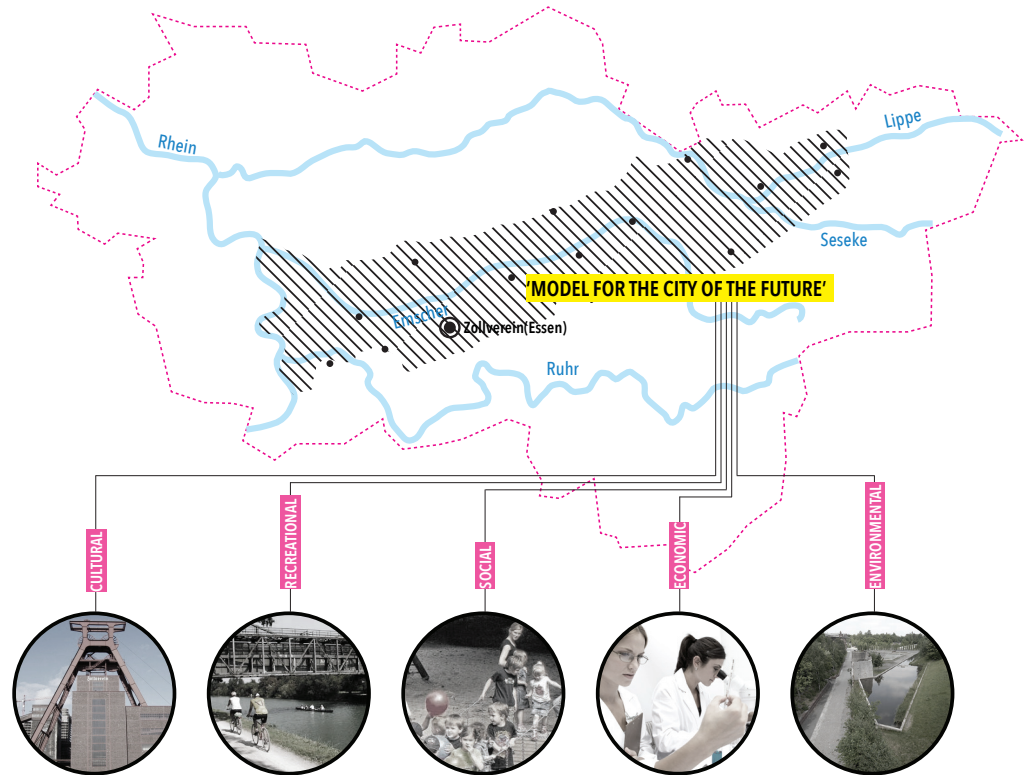 Rhein
Lippe
Seseke
'MODEL FOR THE CITY OF THE FUTURE'
Emscher
Zollverein(Essen)
Ruhr
CULTURAL
RECREATIONAL
SOCIAL
ECONOMIC
ENVIRONMENTAL
Zollverein